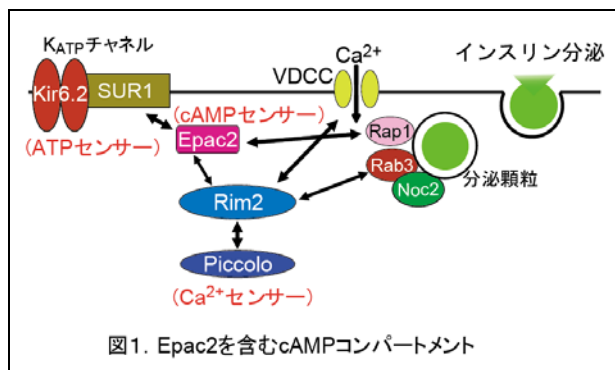 K_ATPチャネル
Ca²⁺
インスリン分泌
VDCC
Kir6.2
SUR1
(cAMPセンサー)
(ATPセンサー)
Epac2
Rap1
Rab3
分泌顆粒
Noc2
Rim2
Piccolo
(Ca²⁺センサー)
図1. Epac2を含むcAMPコンパートメント